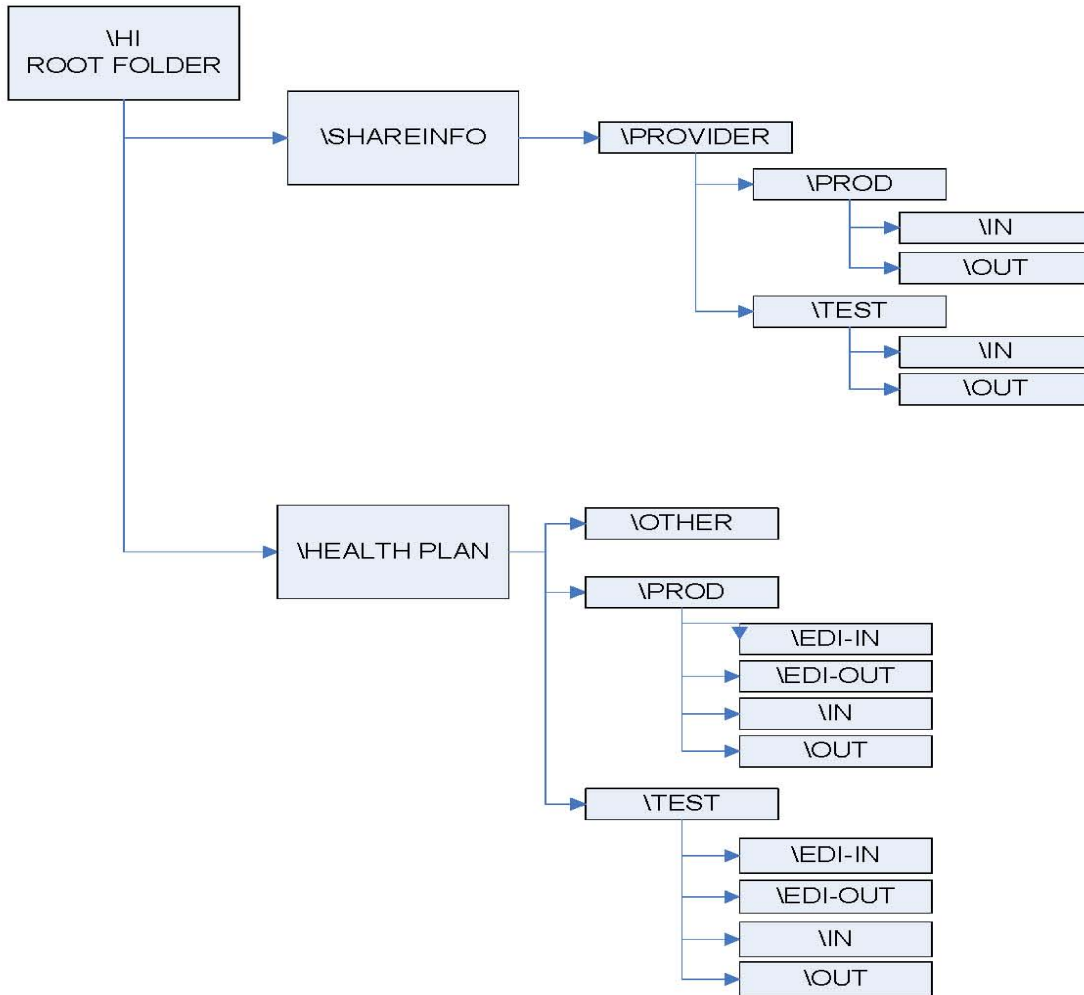 \HI
ROOT FOLDER
\SHAREINFO
\PROVIDER
\PROD
\IN
\OUT
\TEST
\IN
\OUT
\HEALTH PLAN
\OTHER
\PROD
\EDI-IN
\EDI-OUT
\IN
\OUT
\TEST
\EDI-IN
\EDI-OUT
\IN
\OUT